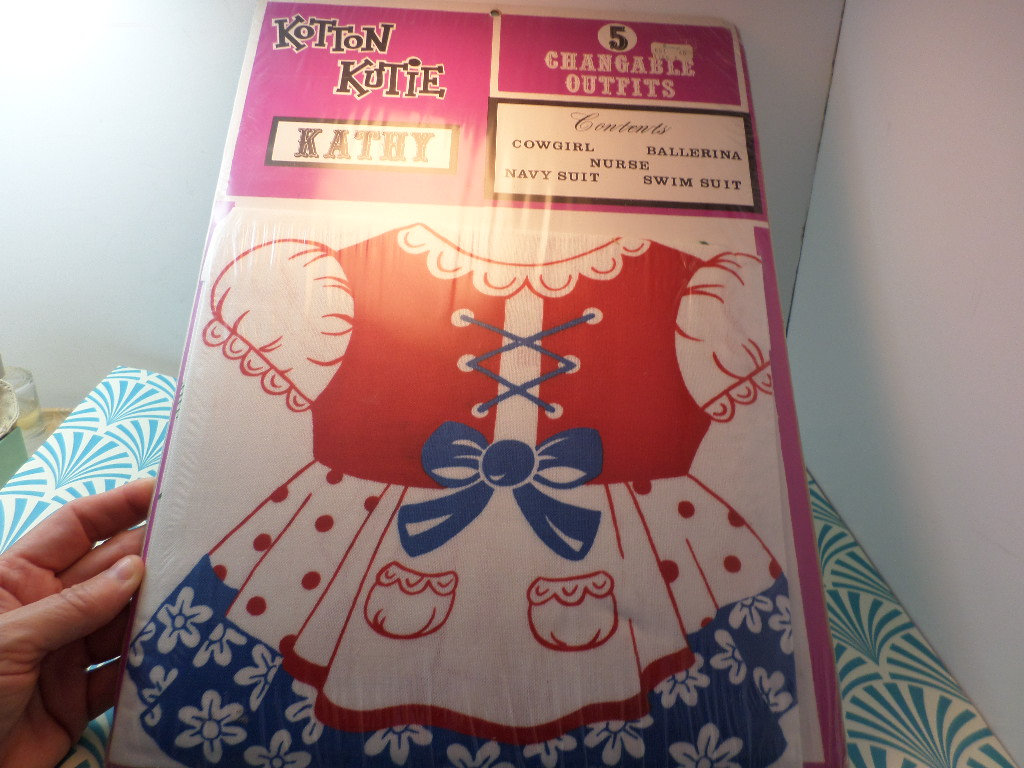 KOTTON
KUTIE
KATHY
5
CHANGABLE
OUTFITS
Contents
COWGIRL BALLERINA
NURSE
NAVY SUIT SWIM SUIT